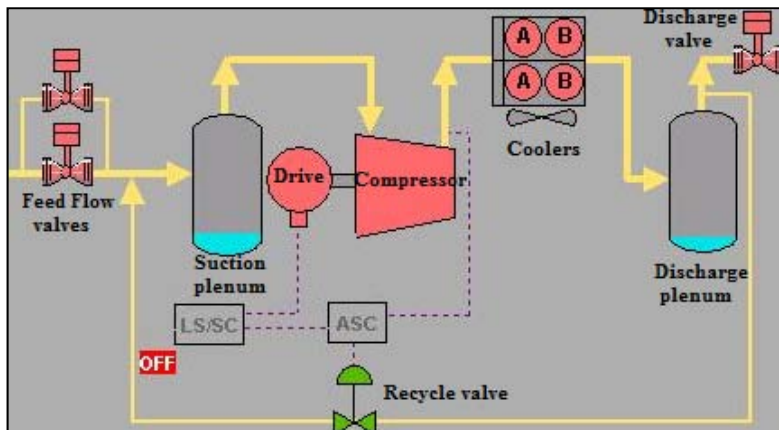 Discharge
valve
A B
A B
Coolers
Feed Flow
valves
Drive
Compressor
Suction
plenum
Discharge
plenum
LS/SC
ASC
OFF
Recycle valve